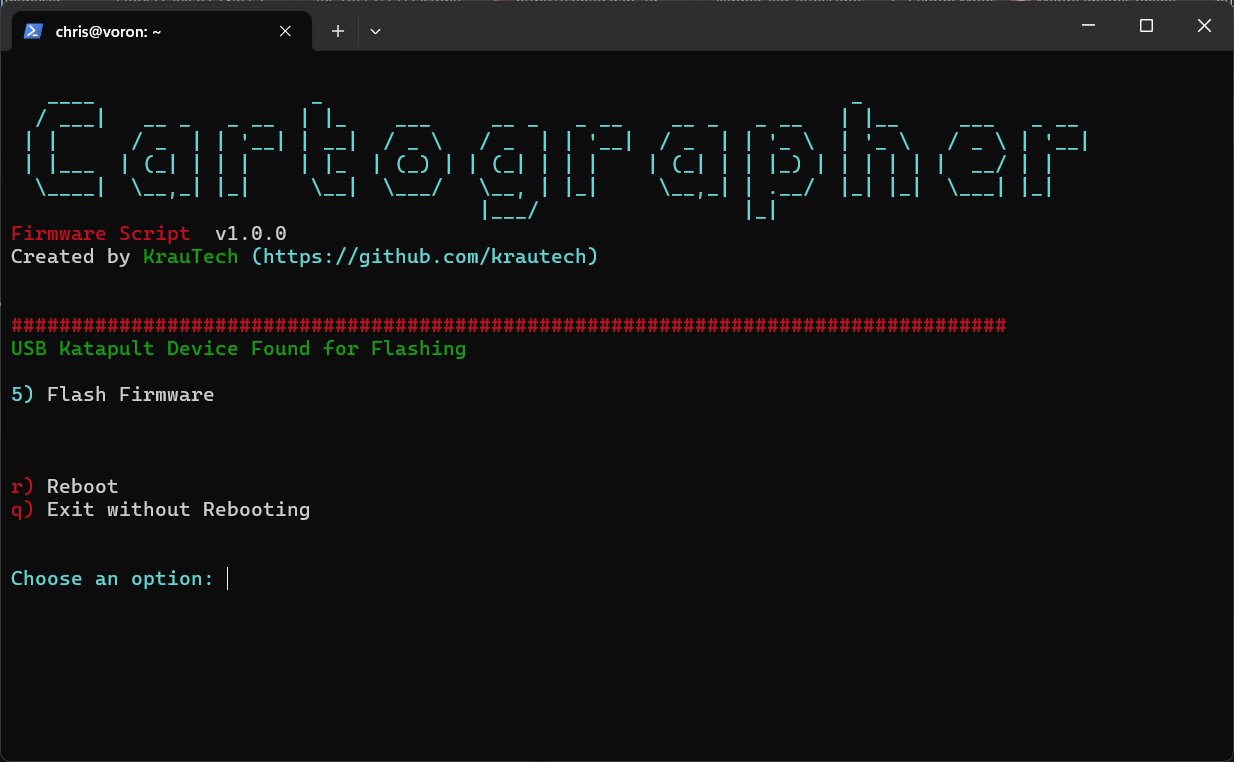 chris@voron: ~
Cartographer
Firmware Script  v1.0.0
Created by KrauTech (https://github.com/krautech)
###################################################################################
USB Katapult Device Found for Flashing
5) Flash Firmware
r) Reboot
q) Exit without Rebooting
Choose an option: